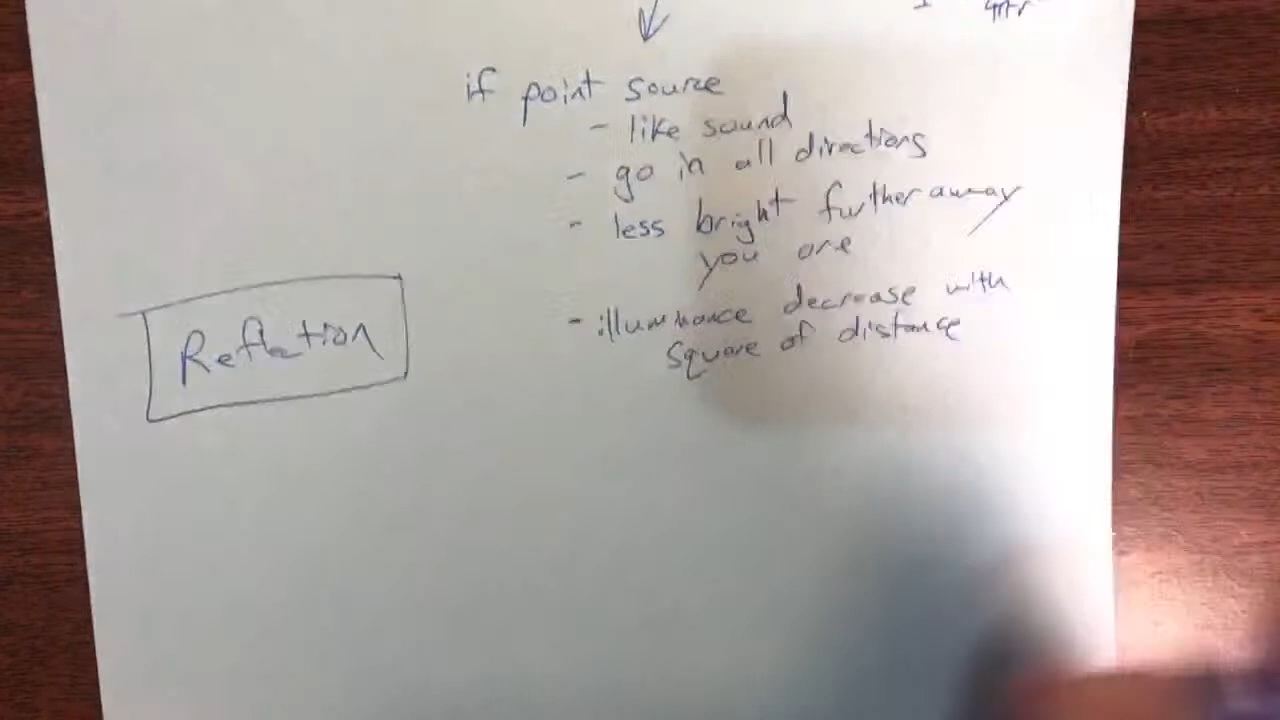 if point source
- like sound
- go in all directions
- less bright further away
you are
- illuminance decrease with
square of distance
Reflection